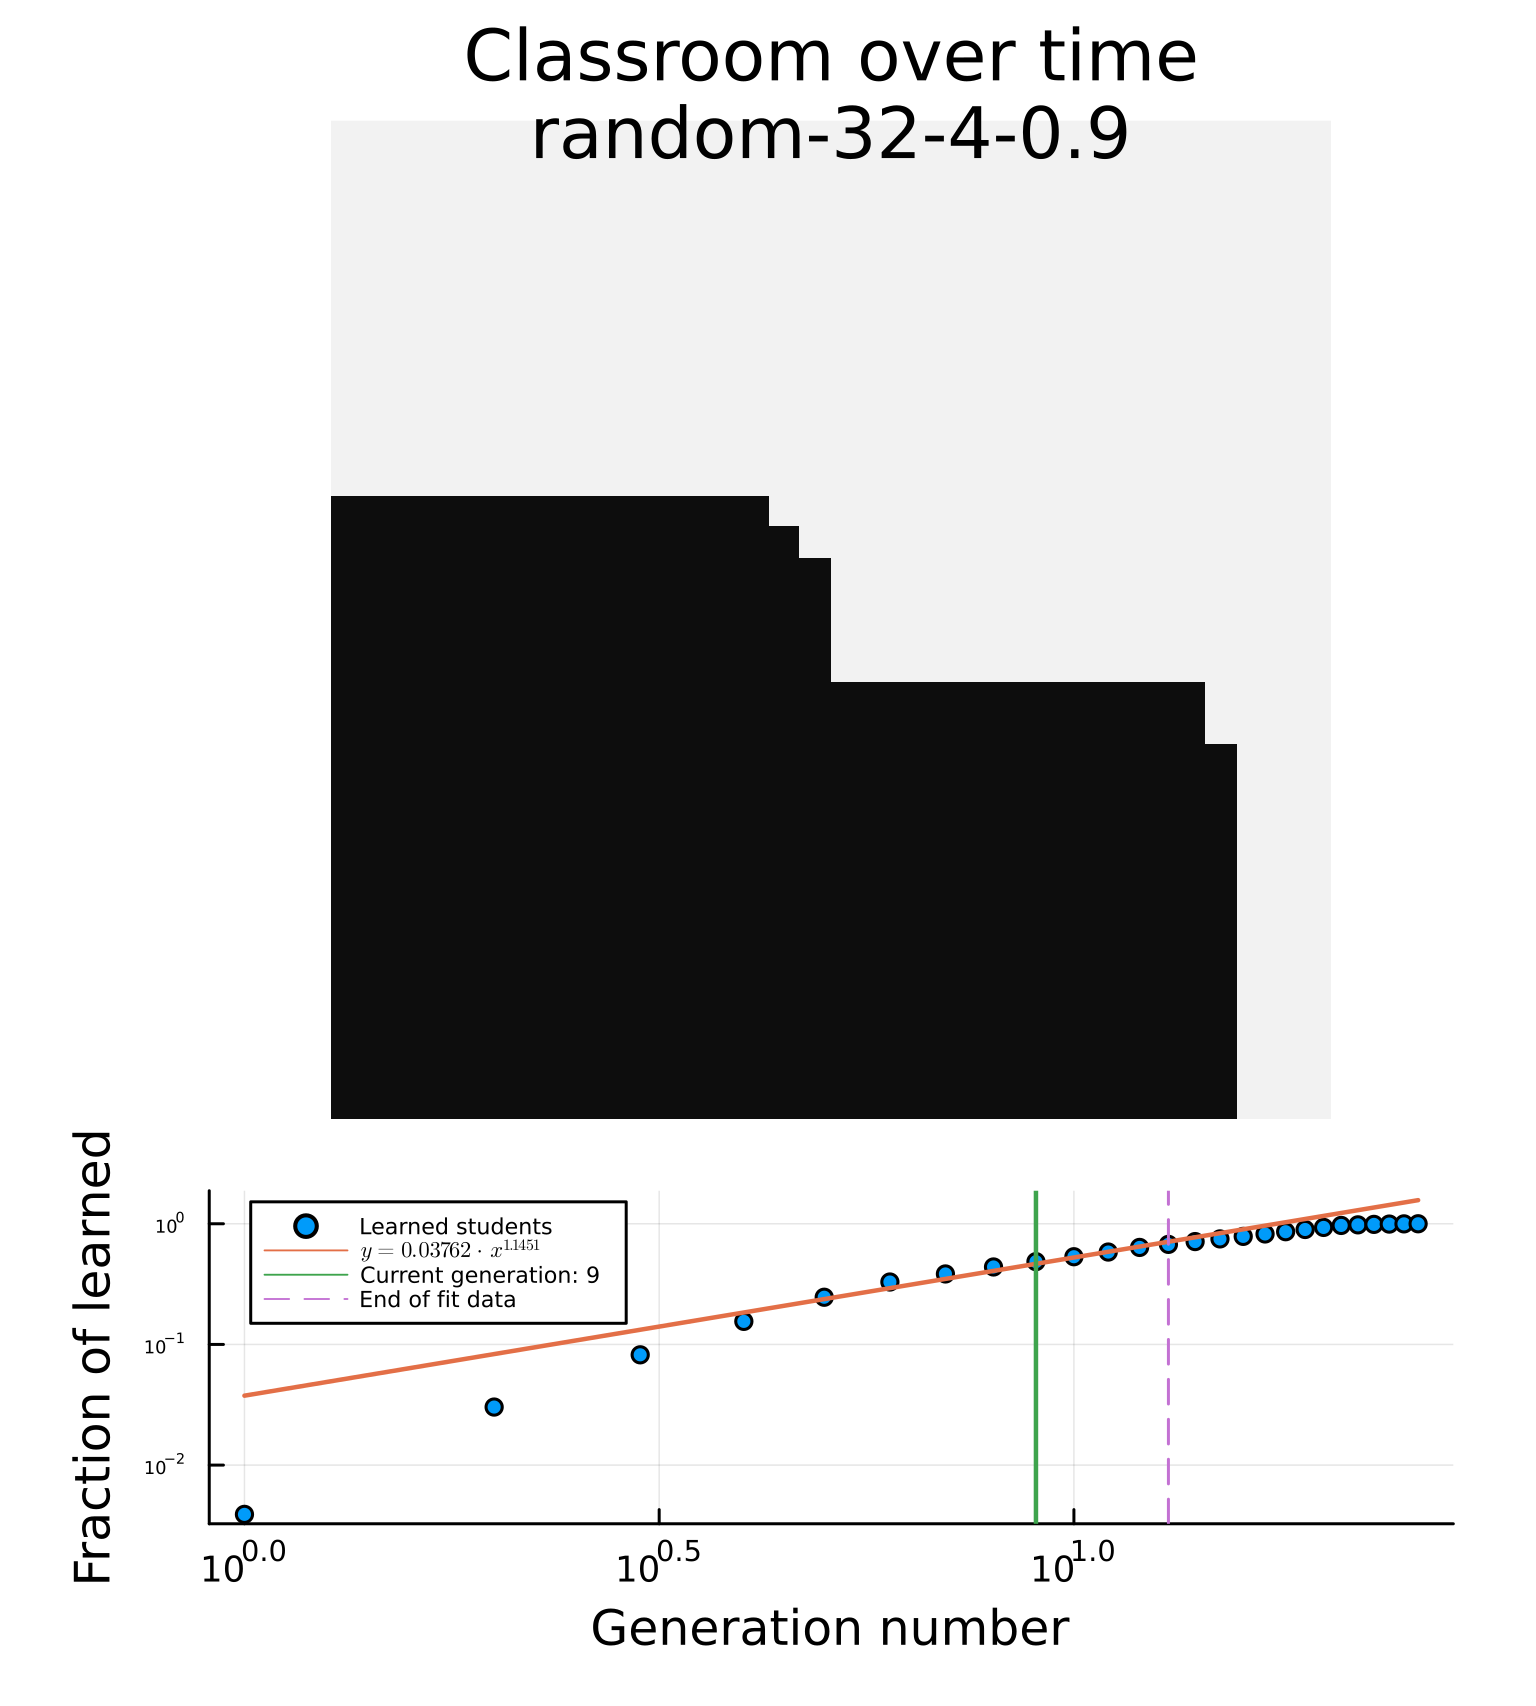 Classroom over time
random-32-4-0.9
Fraction of learned
10^0
10^−1
10^−2
Learned students
y = 0.03762 · x^1.1451
Current generation: 9
End of fit data
10^0.0
10^0.5
10^1.0
Generation number